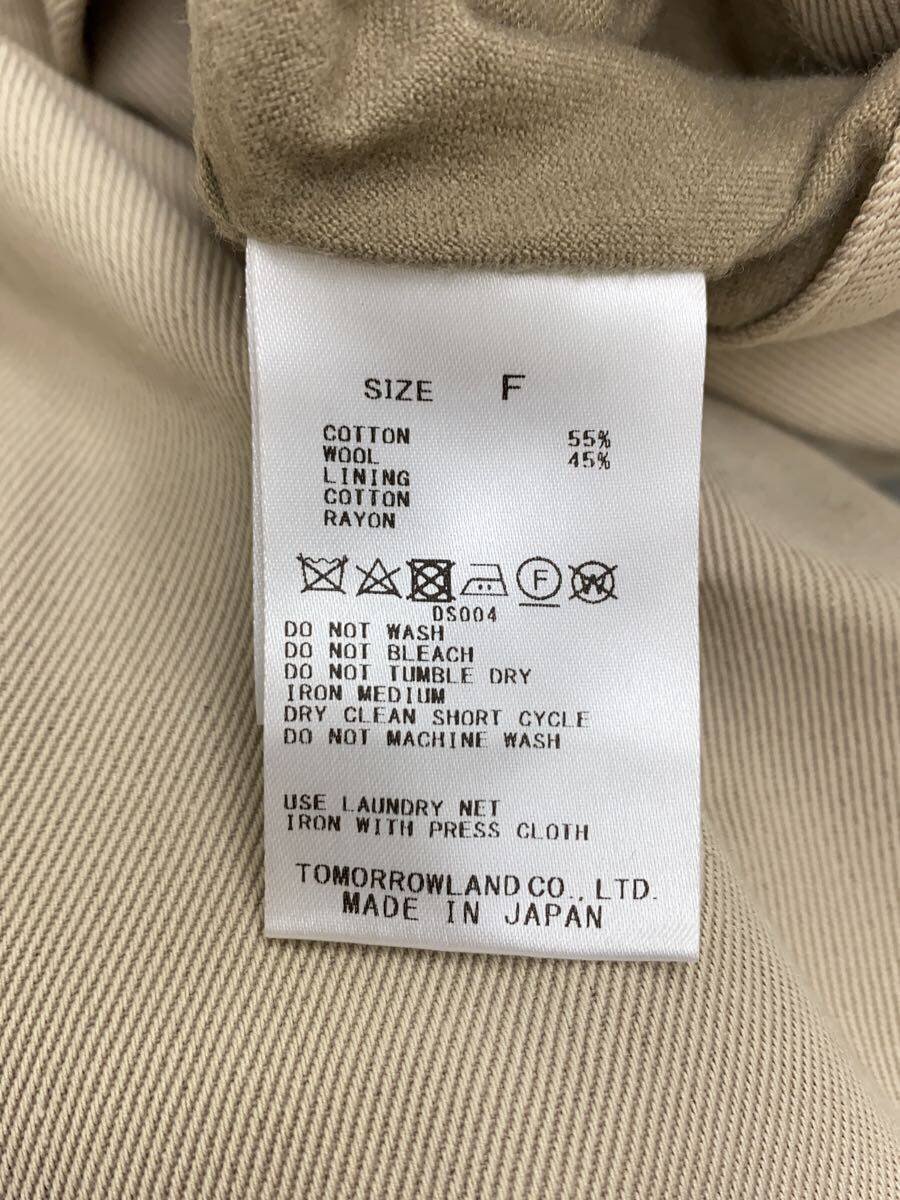 SIZE F
COTTON 55%
WOOL 45%
LINING
COTTON
RAYON
F W
DS004
DO NOT WASH
DO NOT BLEACH
DO NOT TUMBLE DRY
IRON MEDIUM
DRY CLEAN SHORT CYCLE
DO NOT MACHINE WASH
USE LAUNDRY NET
IRON WITH PRESS CLOTH
TOMORROWLAND CO., LTD.
MADE IN JAPAN